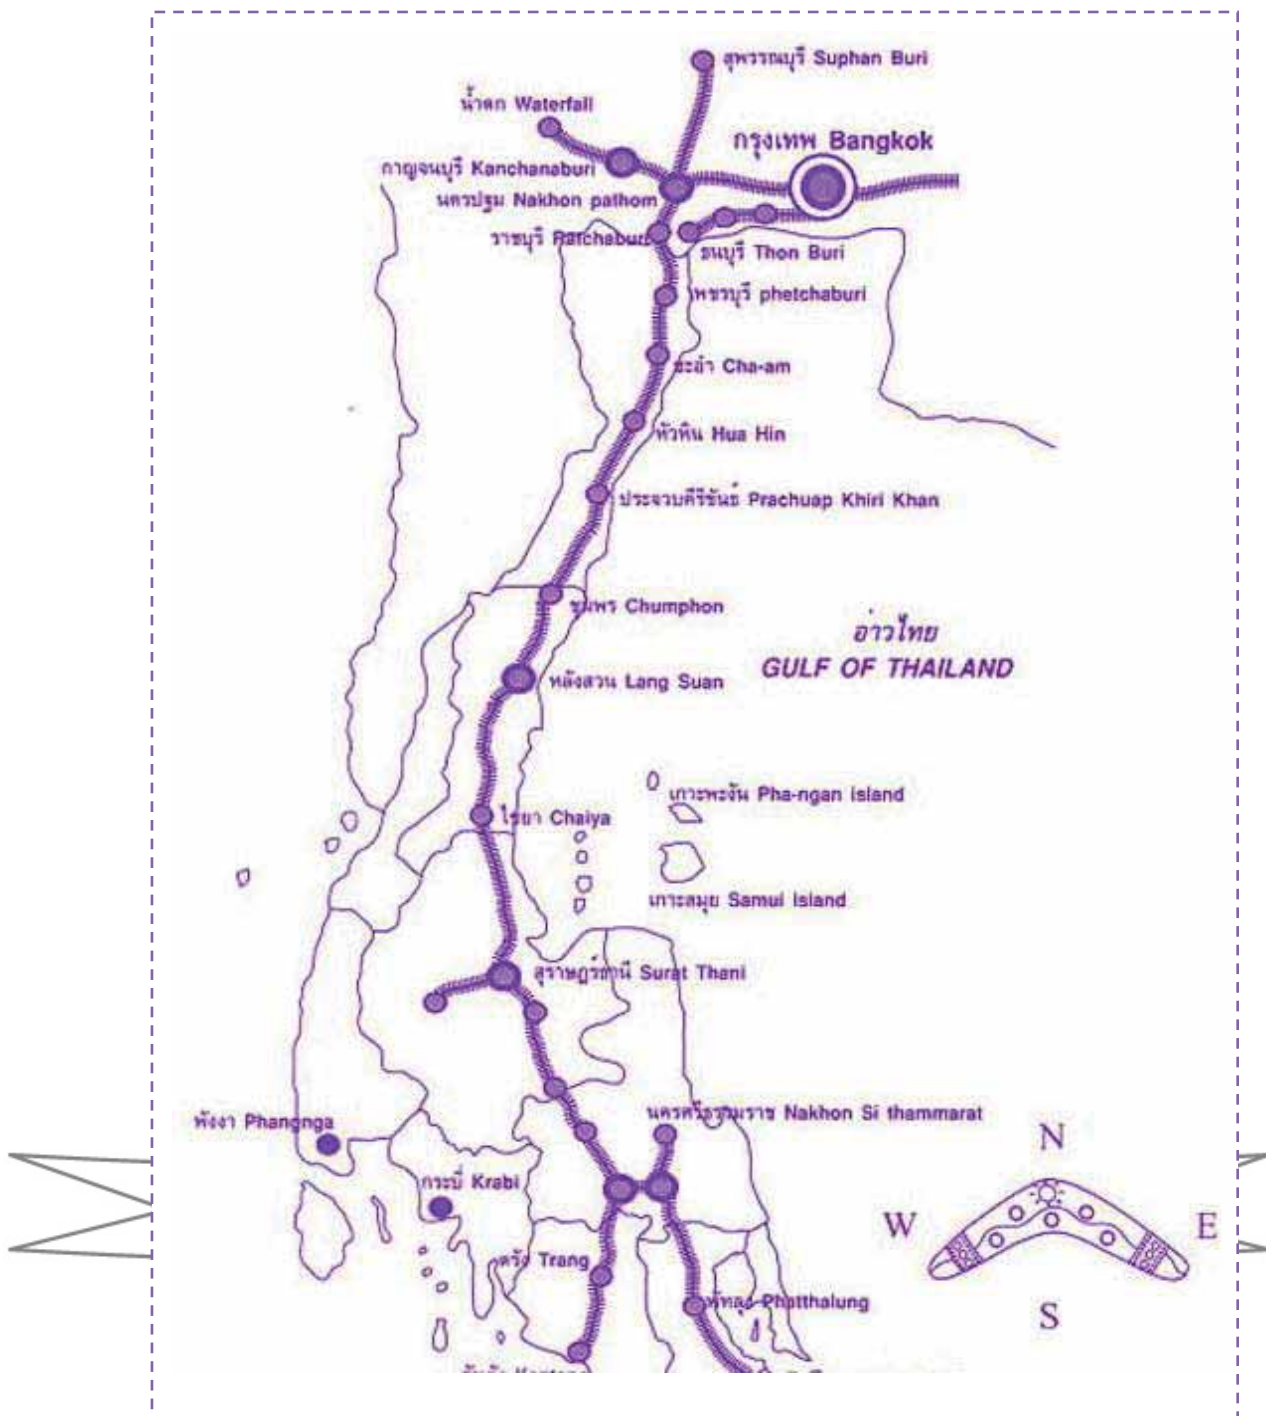 สุพรรณบุรี Suphan Buri
น้ำตก Waterfall
กรุงเทพ Bangkok
กาญจนบุรี Kanchanaburi
นครปฐม Nakhon pathom
ราชบุรี Ratchaburi
ธนบุรี Thon Buri
phetchaburi
ชะอำ Cha-am
หัวหิน Hua Hin
ประจวบคีรีขันธ์ Prachuap Khiri Khan
ชุมพร Chumphon
อ่าวไทย
GULF OF THAILAND
หลังสวน Lang Suan
เกาะพะงัน Pha-ngan island
ไชยา Chaiya
เกาะสมุย Samui Island
สุราษฎร์ธานี Surat Thani
นครศรีธรรมราช Nakhon Si thammarat
พังงา Phangnga
N
กระบี่ Krabi
W
E
ตรัง Trang
พัทลุง Phatthalung
S